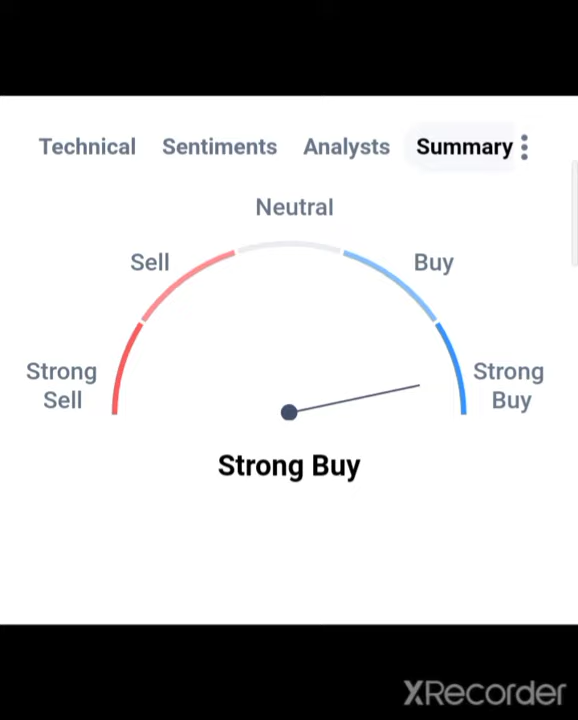 Technical Sentiments Analysts Summary
Neutral
Sell Buy
Strong
Sell
Strong
Buy
Strong Buy
XRecorder